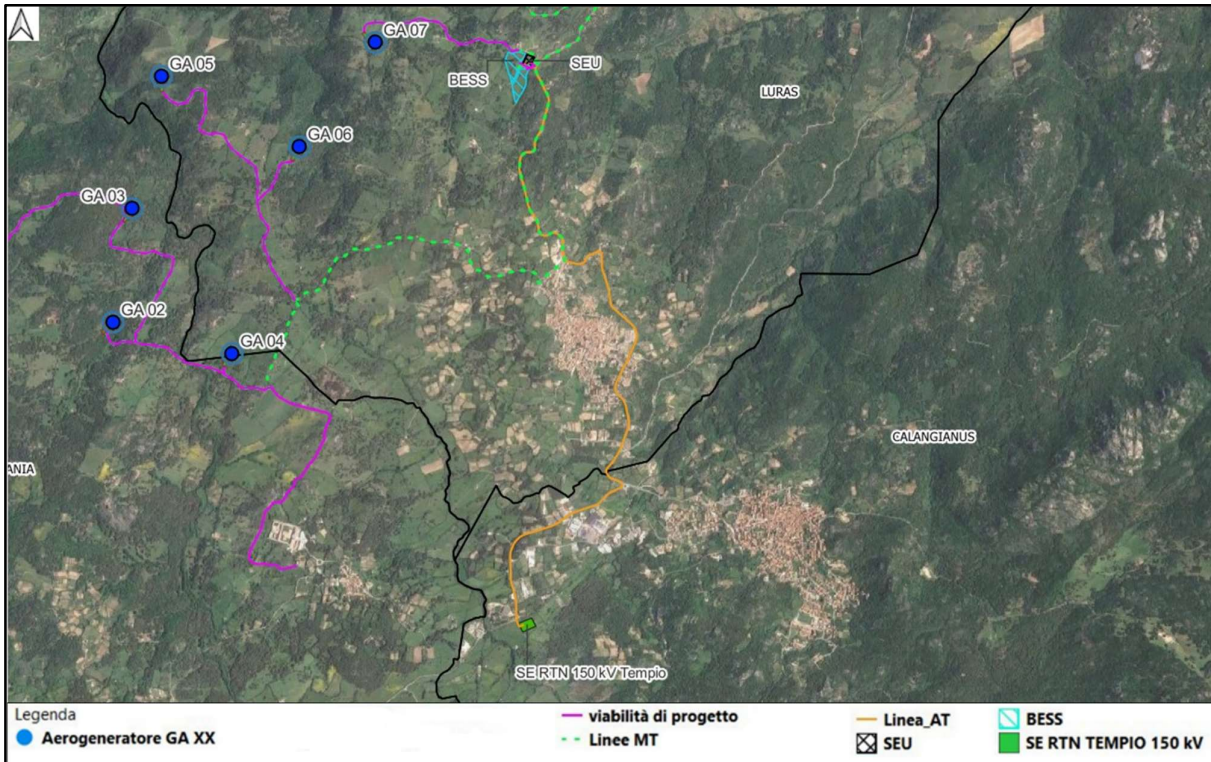 GA 07
GA 05
SEU
BESS
LURAS
GA 06
GA 03
GA 02
GA 04
CALANGIANUS
ANIA
SE RTN 150 kV Tempio
Legenda
Aerogeneratore GA XX
viabilità di progetto
Linee MT
Linea_AT
SEU
BESS
SE RTN TEMPIO 150 kV